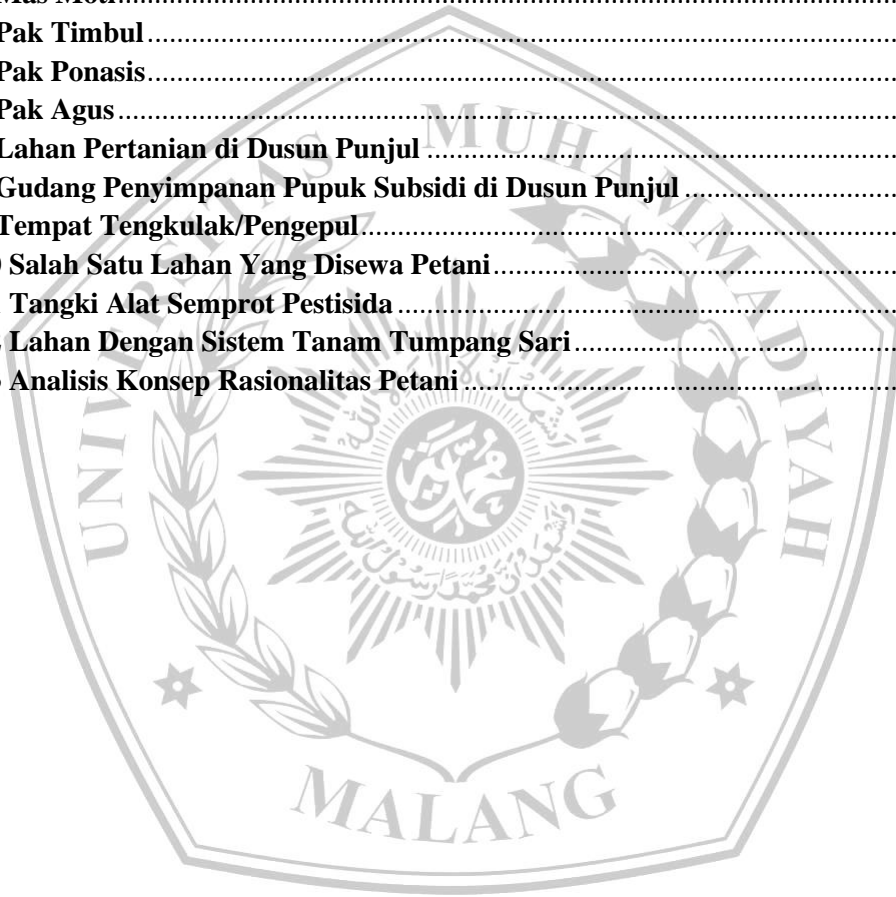 Pak Timbul
Pak Ponasis
Pak Agus
Lahan Pertanian di Dusun Punjul
Gudang Penyimpanan Pupuk Subsidi di Dusun Punjul
Tempat Tengkulak/Pengepul
Salah Satu Lahan Yang Disewa Petani
Tangki Alat Semprot Pestisida
Lahan Dengan Sistem Tanam Tumpang Sari
Analisis Konsep Rasionalitas Petani
UNIVERSITAS MUHAMMADIYAH
MALANG